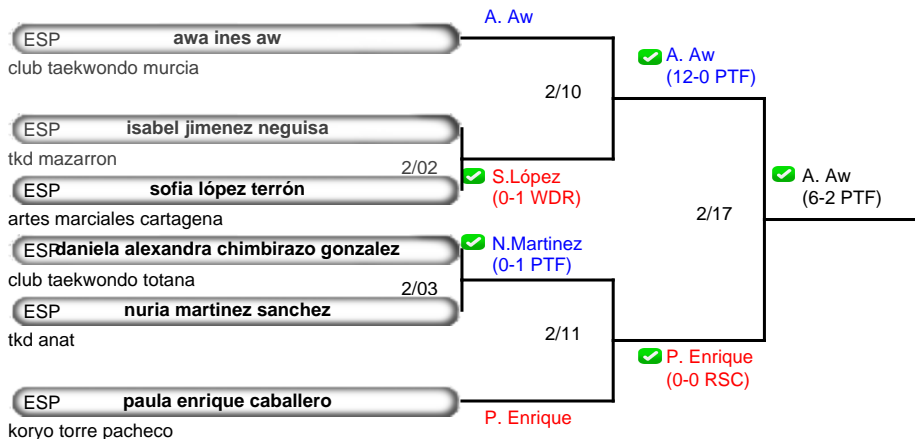 A. Aw
ESP awa ines aw
club taekwondo murcia
A. Aw
(12-0 PTF)
2/10
ESP isabel jimenez neguisa
tkd mazarron
2/02
S.López
(0-1 WDR)
ESP sofia lópez terrón
artes marciales cartagena
A. Aw
(6-2 PTF)
2/17
ESP daniela alexandra chimbirazo gonzalez
club taekwondo totana
N.Martinez
(0-1 PTF)
2/03
ESP nuria martinez sanchez
tkd anat
2/11
P. Enrique
(0-0 RSC)
ESP paula enrique caballero
koryo torre pacheco
P. Enrique